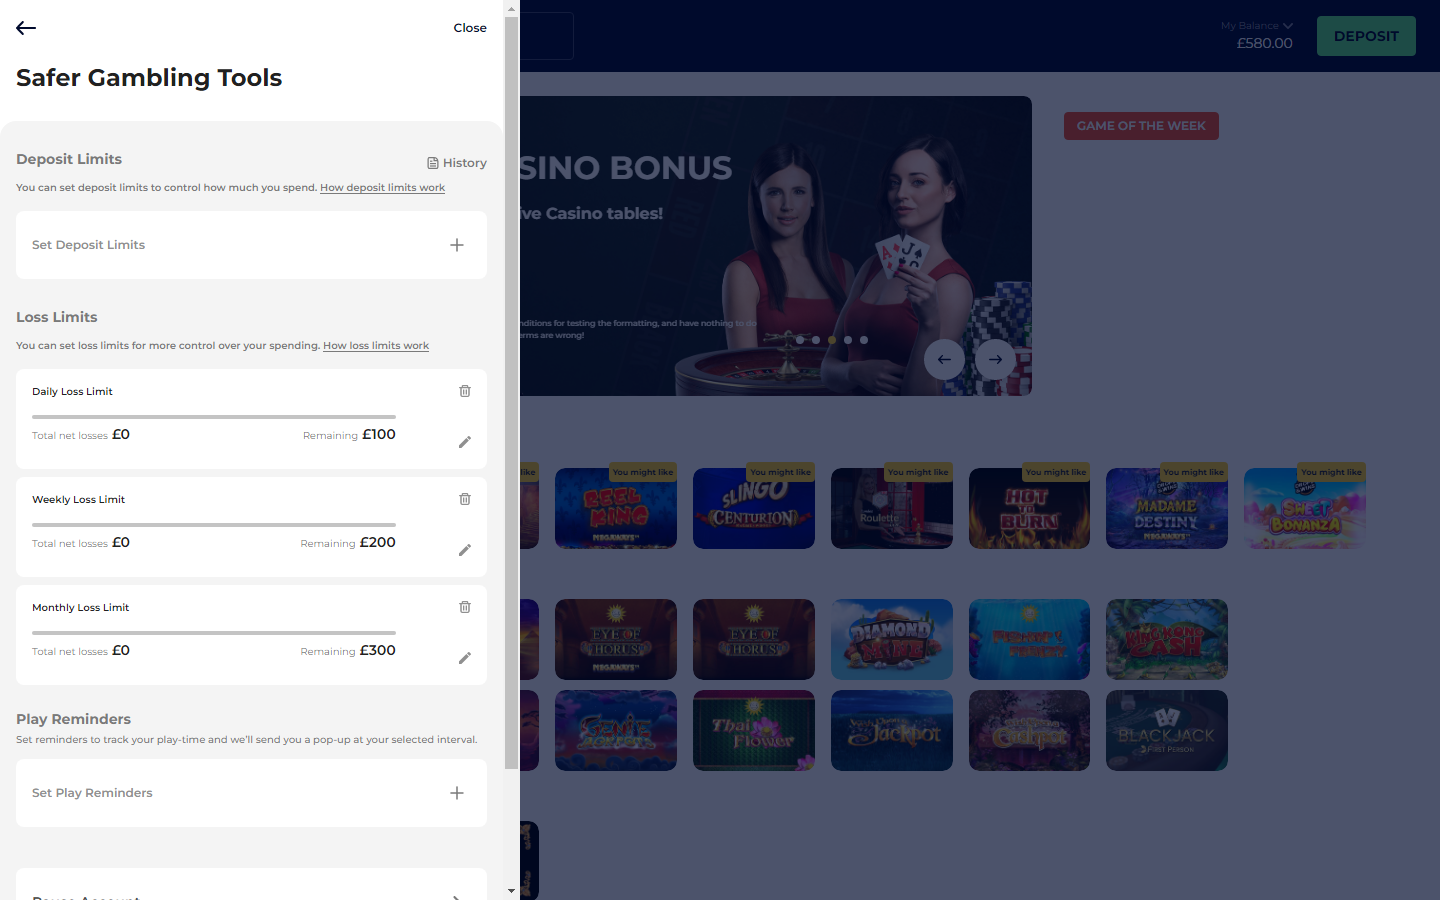 Close
Safer Gambling Tools
Deposit Limits
History
You can set deposit limits to control how much you spend. How deposit limits work
Set Deposit Limits
Loss Limits
You can set loss limits for more control over your spending. How loss limits work
Daily Loss Limit
Total net losses £0
Remaining £100
Weekly Loss Limit
Total net losses £0
Remaining £200
Monthly Loss Limit
Total net losses £0
Remaining £300
Play Reminders
Set reminders to track your play-time and we'll send you a pop-up at your selected interval.
Set Play Reminders
Pause Account
My Balance
£580.00
DEPOSIT
SINO BONUS
ive Casino tables!
nditions for testing the formatting, and have nothing to do
erms are wrong!
A
J
GAME OF THE WEEK
like
You might like
You might like
You might like
You might like
You might like
You might like
REEL
KING
MEGAWAYS
SLINGO
CENTURION
Roulette
HOT
TO
BURN
MADAME
DESTINY
MEGAWAYS
SWEET
BONANZA
EYE OF
HORUS
MEGAWAYS
EYE OF
HORUS
DIAMOND
MINE
FISHIN'
FRENZY
KONG
CASH
GENIE
JACKPOTS
Thai
Flower
Jackpot
BLACKJACK
FIRST PERSON